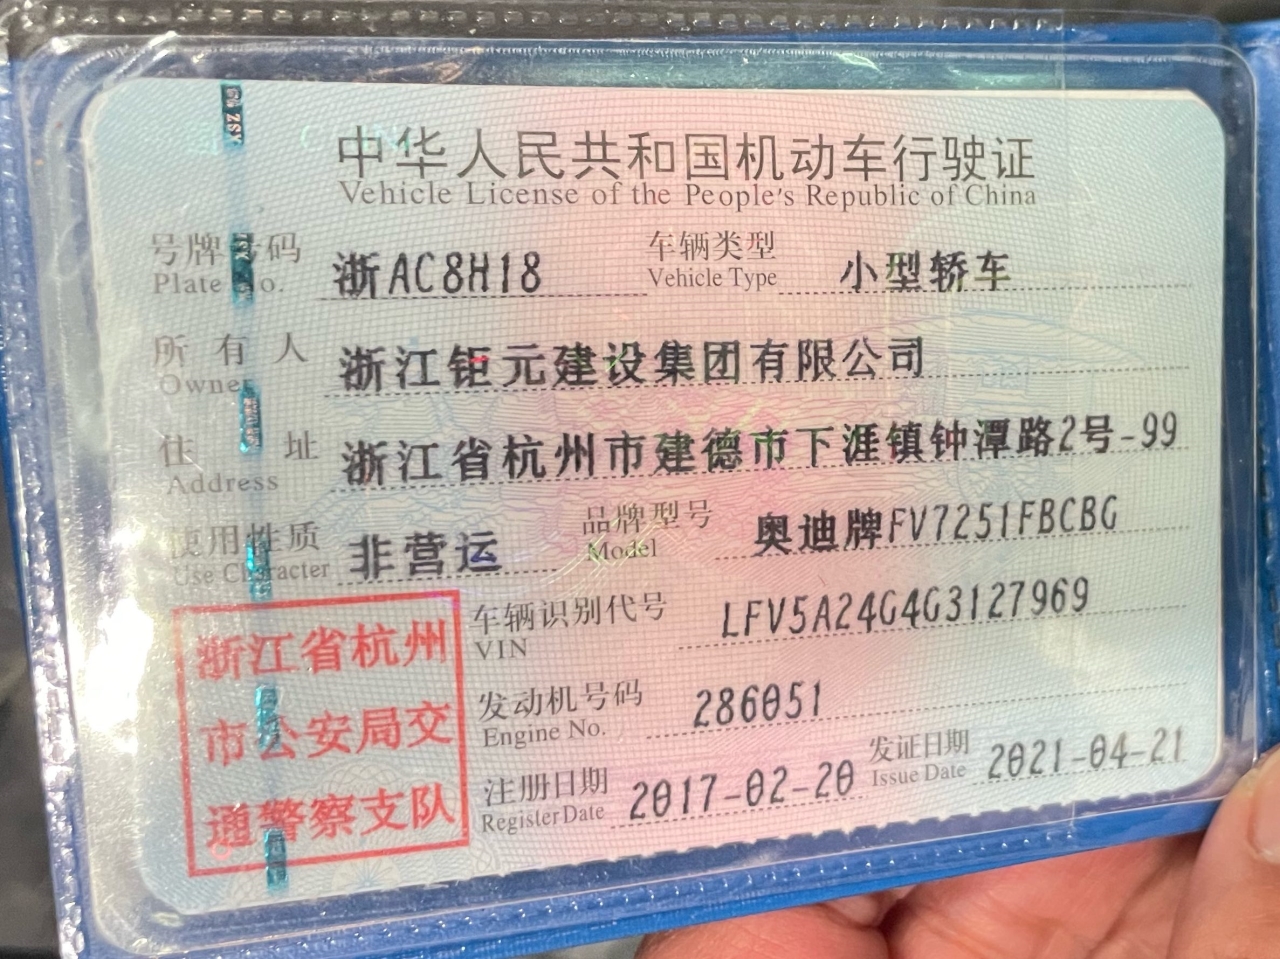 中华人民共和国机动车行驶证
Vehicle License of the People's Republic of China
号牌号码 浙AC8H18 车辆类型 小型轿车
Plate No. Vehicle Type
所有人 浙江钜元建设集团有限公司
Owner
住址 浙江省杭州市建德市下涯镇钟潭路2号-99
Address
使用性质 非营运 品牌型号 奥迪牌FV7251FBCBG
Use Character Model
车辆识别代号 LFV5A24G4G3127969
VIN
发动机号码 286051
Engine No.
注册日期 2017-02-20 发证日期 2021-04-21
Register Date Issue Date
浙江省杭州
市公安局交
通警察支队